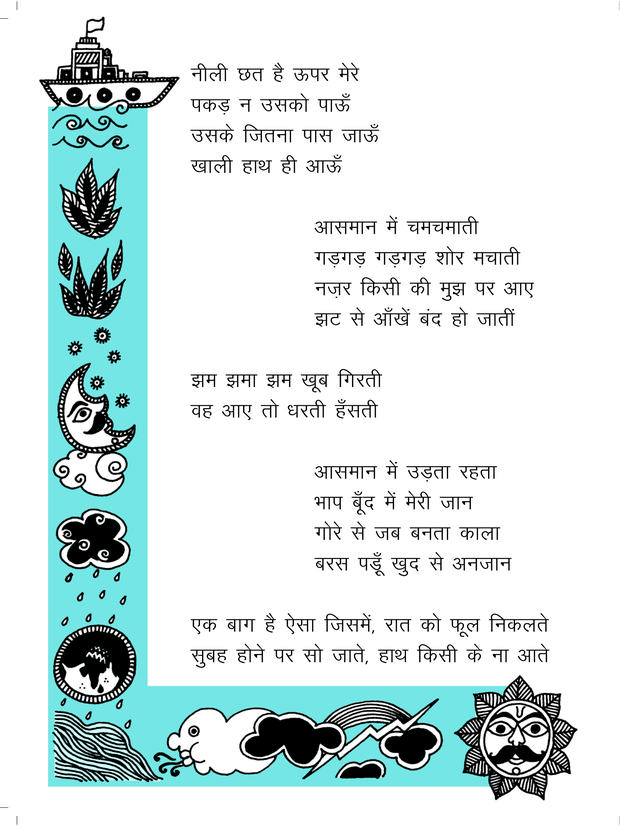 नीली छत है ऊपर मेरे
पकड़ न उसको पाऊँ
उसके जितना पास जाऊँ
खाली हाथ ही आऊँ
आसमान में चमचमाती
गड़गड़ गड़गड़ शोर मचाती
नज़र किसी की मुझ पर आए
झट से आँखें बंद हो जातीं
झम झमा झम खूब गिरती
वह आए तो धरती हँसती
आसमान में उड़ता रहता
भाप बूँद में मेरी जान
गोरे से जब बनता काला
बरस पड़ूँ खुद से अनजान
एक बाग है ऐसा जिसमें, रात को फूल निकलते
सुबह होने पर सो जाते, हाथ किसी के ना आते